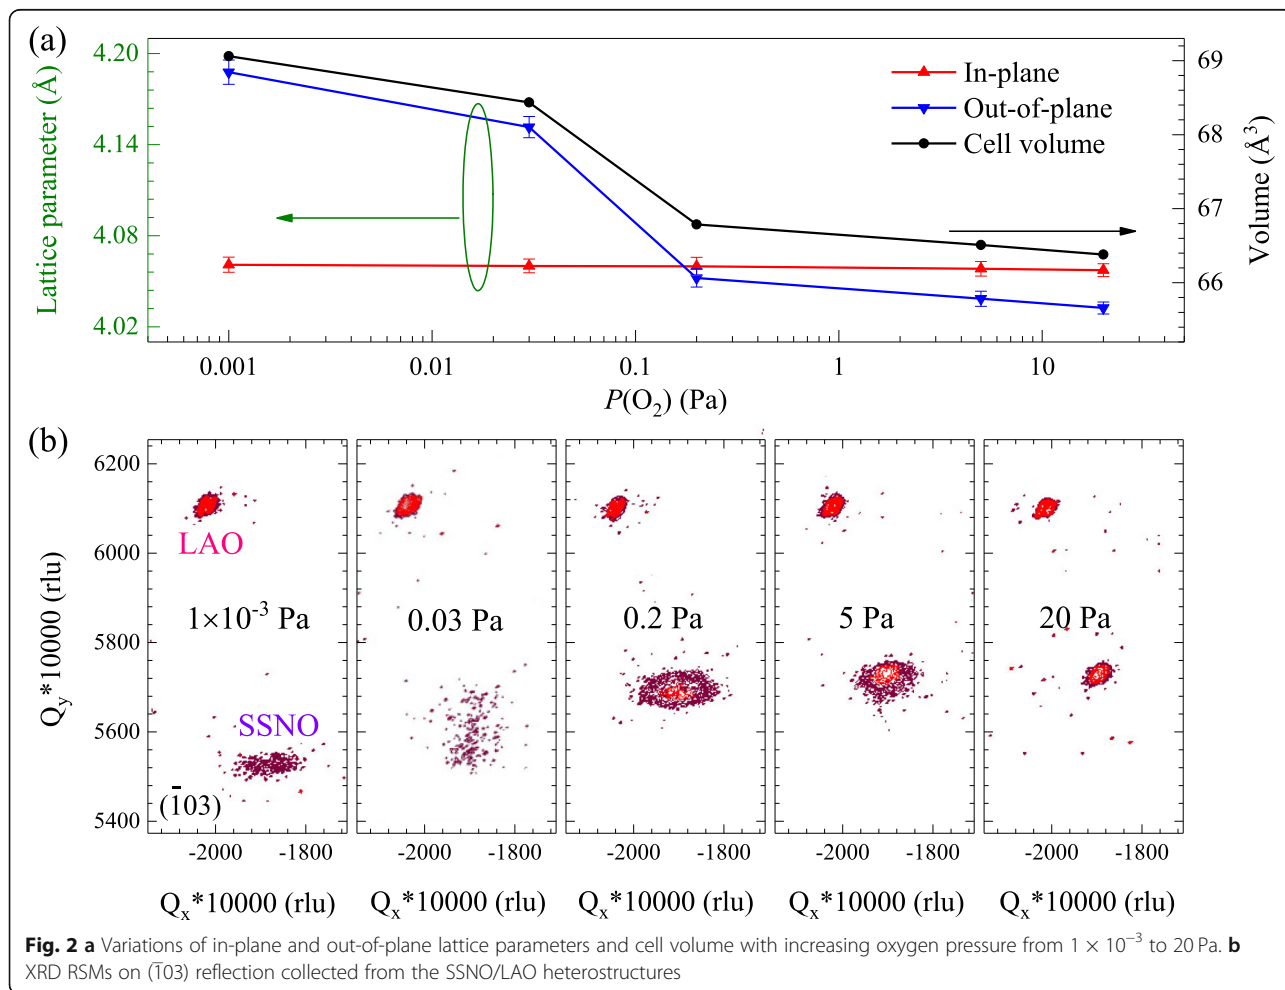 (a)
4.20
4.14
4.08
4.02
Lattice parameter (Å)
In-plane
Out-of-plane
Cell volume
69
68
67
66
Volume (Å³)
0.001 0.01 0.1 1 10
P(O₂) (Pa)
(b)
6200
6000
5800
5600
5400
Q_y*10000 (rlu)
LAO
1×10⁻³ Pa
SSNO
(1̄03)
0.03 Pa
0.2 Pa
5 Pa
20 Pa
-2000 -1800 -2000 -1800 -2000 -1800 -2000 -1800 -2000 -1800
Qₓ*10000 (rlu) Qₓ*10000 (rlu) Qₓ*10000 (rlu) Qₓ*10000 (rlu) Qₓ*10000 (rlu)
Fig. 2 a Variations of in-plane and out-of-plane lattice parameters and cell volume with increasing oxygen pressure from 1 × 10⁻³ to 20 Pa. b
XRD RSMs on (1̄03) reflection collected from the SSNO/LAO heterostructures